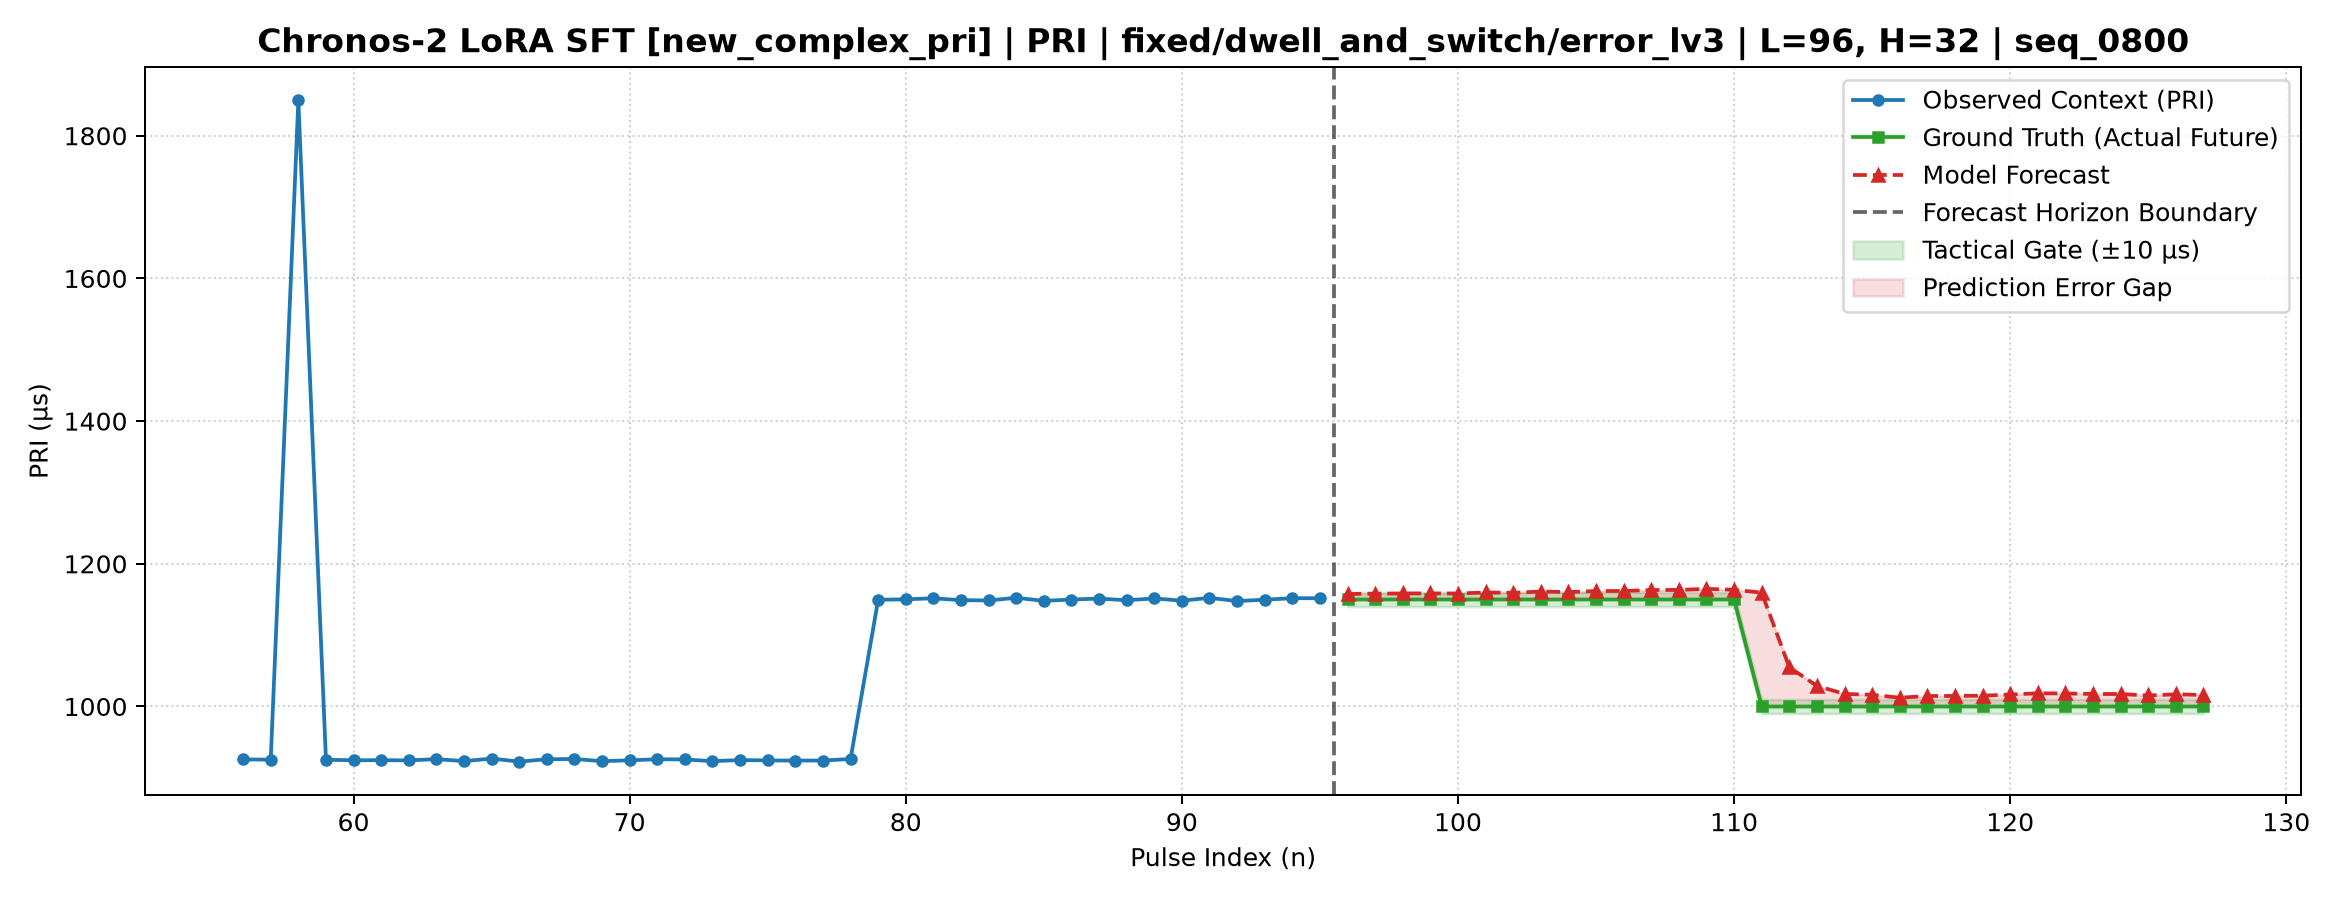 Chronos-2 LoRA SFT [new_complex_pri] | PRI | fixed/dwell_and_switch/error_lv3 | L=96, H=32 | seq_0800
Observed Context (PRI)
Ground Truth (Actual Future)
Model Forecast
Forecast Horizon Boundary
Tactical Gate (±10 µs)
Prediction Error Gap
PRI (µs)
1800
1600
1400
1200
1000
60 70 80 90 100 110 120 130
Pulse Index (n)